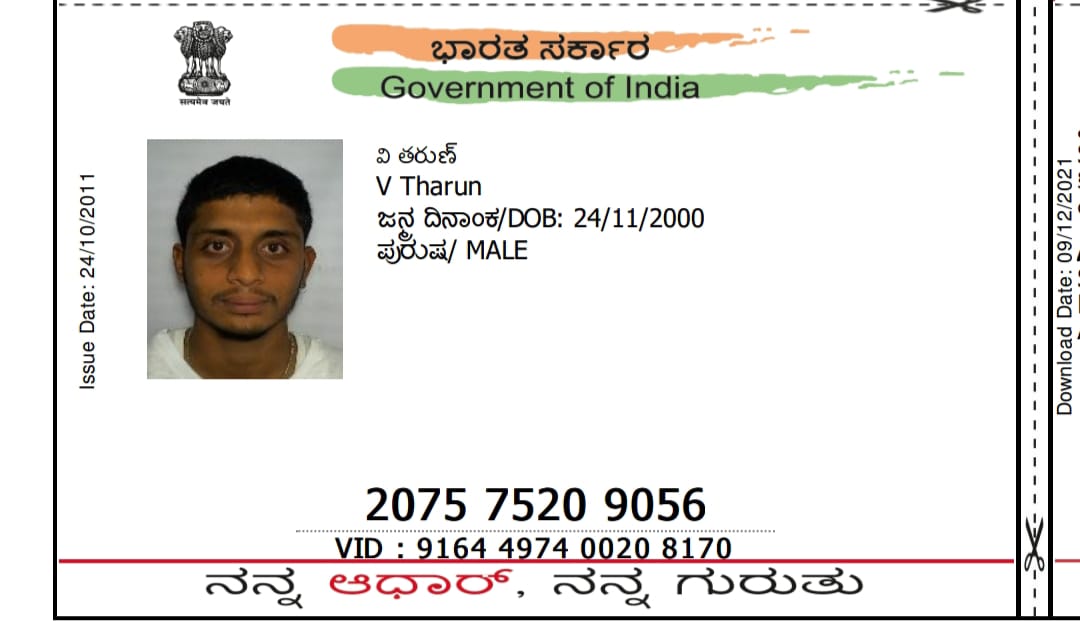 ಭಾರತ ಸರ್ಕಾರ
Government of India
सत्यमेव जयते
Issue Date: 24/10/2011
ವಿ ತರುಣ್
V Tharun
ಜನ್ಮ ದಿನಾಂಕ/DOB: 24/11/2000
ಪುರುಷ/ MALE
2075 7520 9056
VID : 9164 4974 0020 8170
ನನ್ನ ಆಧಾರ್, ನನ್ನ ಗುರುತು
Download Date: 09/12/2021